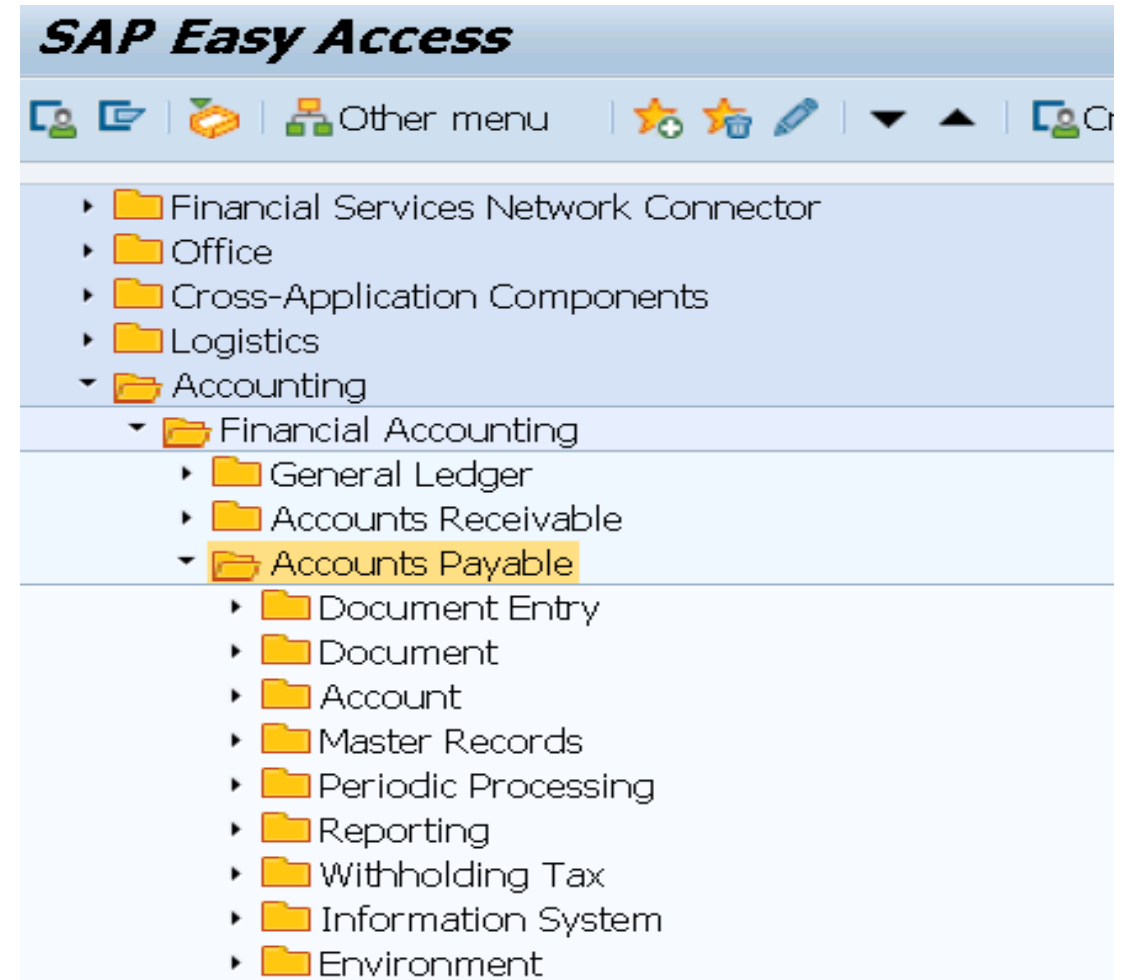 SAP Easy Access
Other menu Cr
Financial Services Network Connector
Office
Cross-Application Components
Logistics
Accounting
Financial Accounting
General Ledger
Accounts Receivable
Accounts Payable
Document Entry
Document
Account
Master Records
Periodic Processing
Reporting
Withholding Tax
Information System
Environment